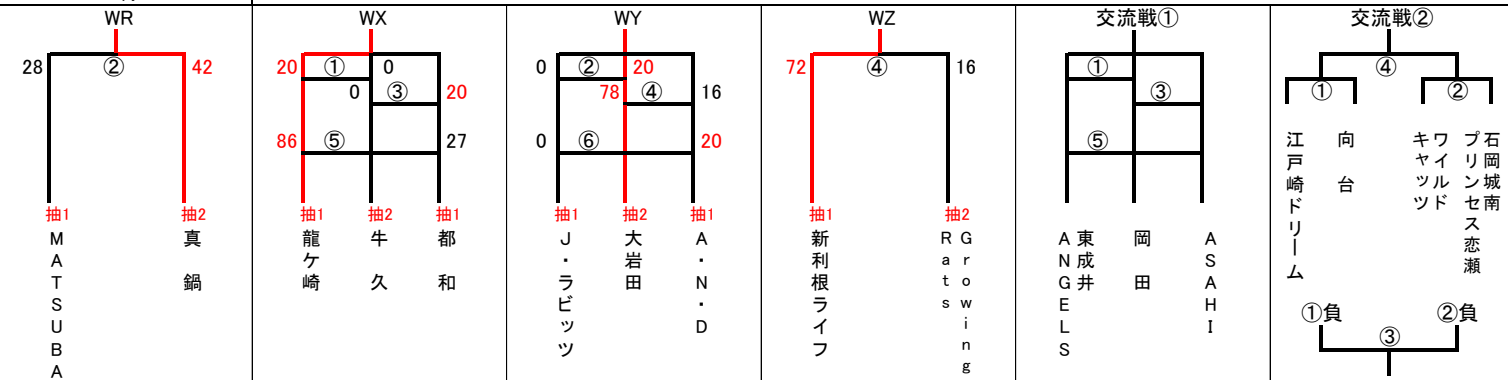 WR
28 ② 42
抽1 抽2
MATSUBA
真鍋
WX
20 ① 0
0 ③ 20
86 ⑤ 27
抽1 抽2 抽1
龍ケ崎
牛久
都和
WY
0 ② 20
78 ④ 16
0 ⑥ 20
抽1 抽2 抽1
J・ラビッツ
大岩田
A・N・D
WZ
72 ④ 16
抽1 抽2
新利根ライフ
Growing
Rats
交流戦①
①
③
⑤
東成井
ANGELS
岡田
ASAHI
交流戦②
④
① ②
江戸崎ドリーム
向台
ワイルド
キャッツ
石岡城南
プリンセス恋瀬
①負 ②負
③